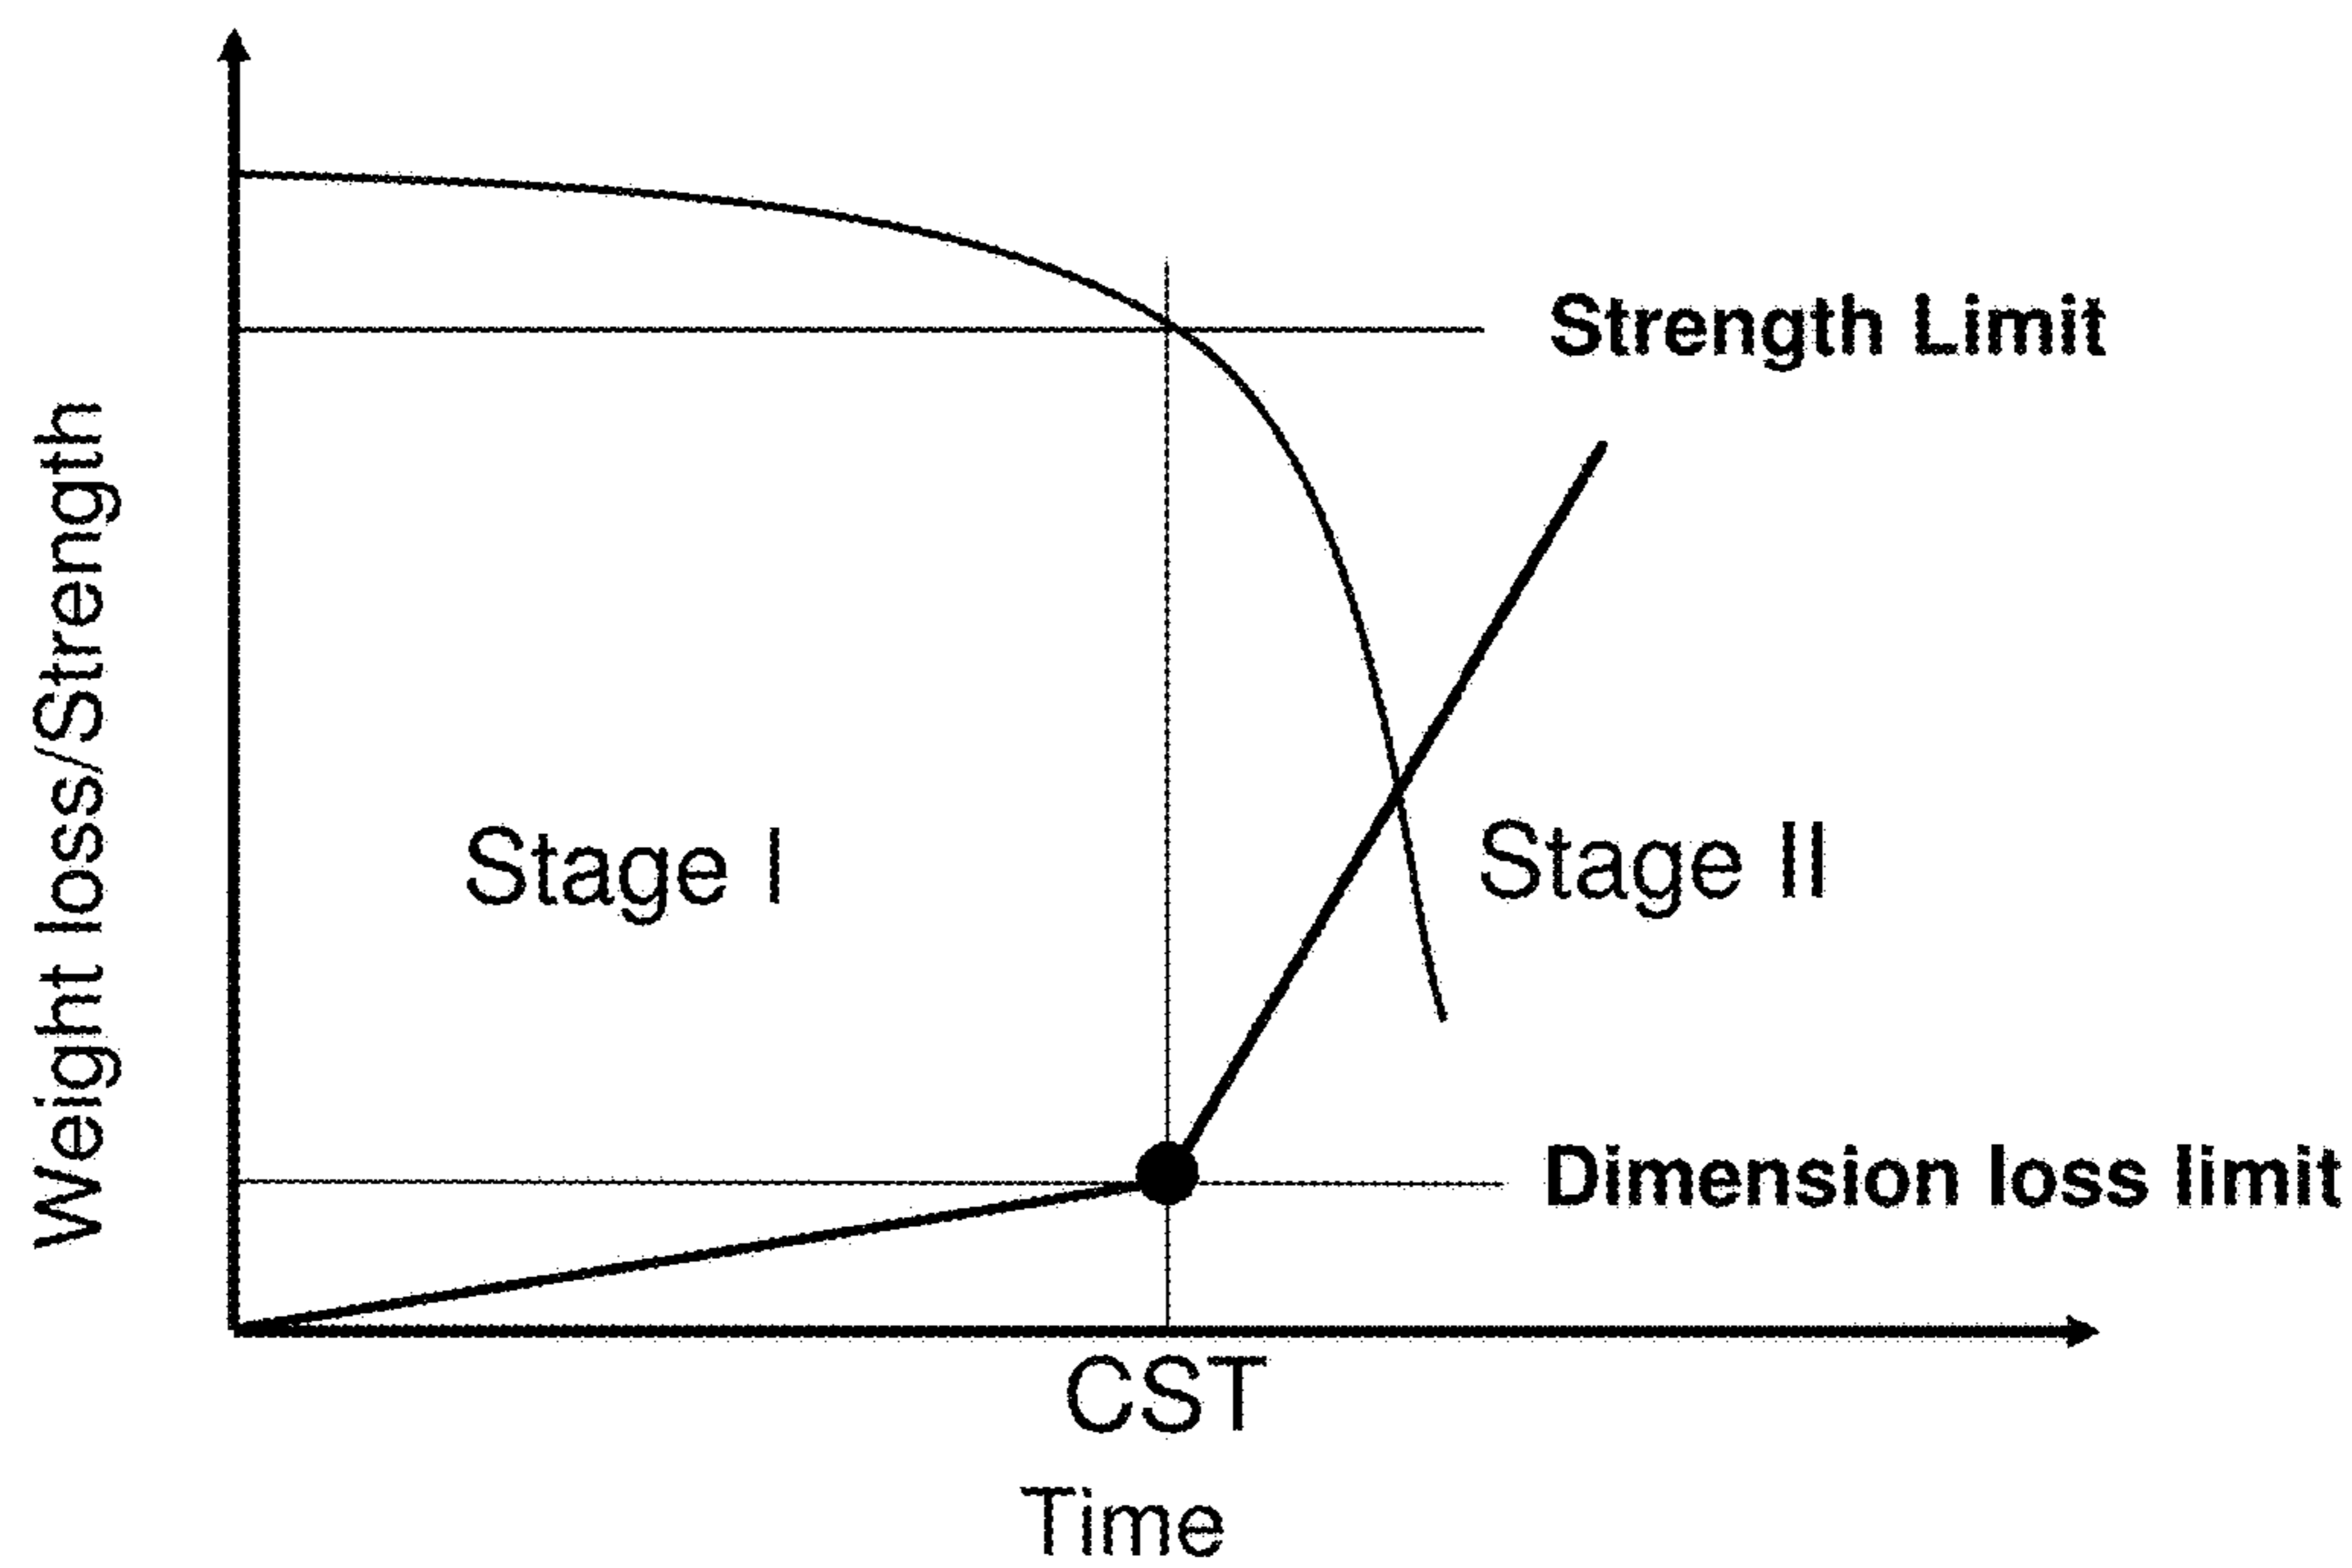 Strength Limit
Weight loss/Strength
Stage I
Stage II
Dimension loss limit
CST
Time